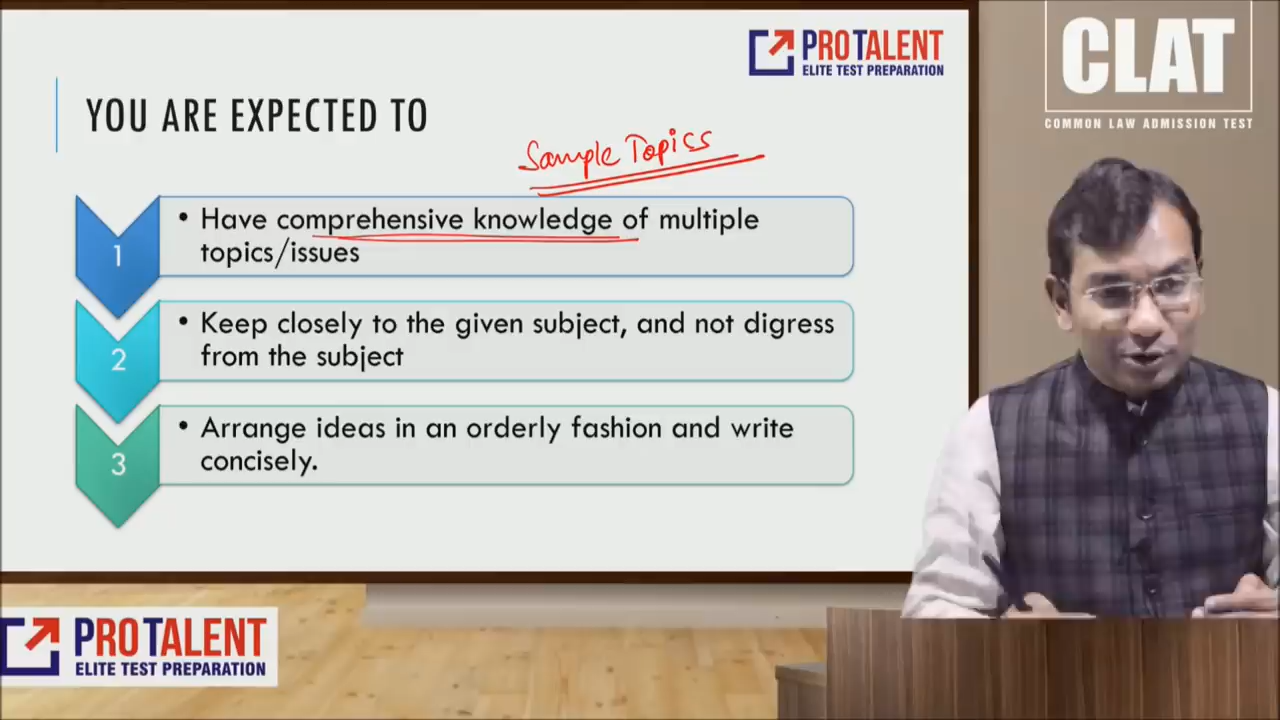 PROTALENT
ELITE TEST PREPARATION
CLAT
COMMON LAW ADMISSION TEST
YOU ARE EXPECTED TO
Sample Topics
1
• Have comprehensive knowledge of multiple
topics/issues
2
• Keep closely to the given subject, and not digress
from the subject
3
• Arrange ideas in an orderly fashion and write
concisely.
PROTALENT
ELITE TEST PREPARATION